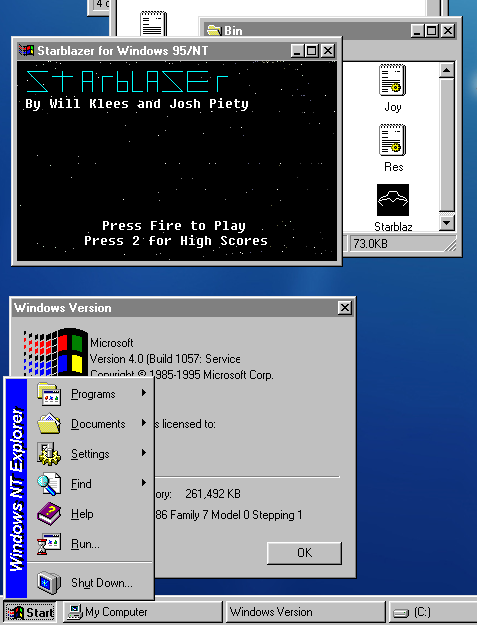 4 o
Bin
Starblazer for Windows 95/NT
StarbLAZEr
By Will Klees and Josh Piety
Press Fire to Play
Press 2 for High Scores
Joy
Res
Starblaz
73.0KB
Windows Version
Microsoft
Version 4.0 (Build 1057: Service
Copyright © 1985-1995 Microsoft Corp.
s licensed to:
ory: 261,492 KB
86 Family 7 Model 0 Stepping 1
OK
Windows NT Explorer
Programs
Documents
Settings
Find
Help
Run...
Shut Down...
Start
My Computer
Windows Version
(C:)